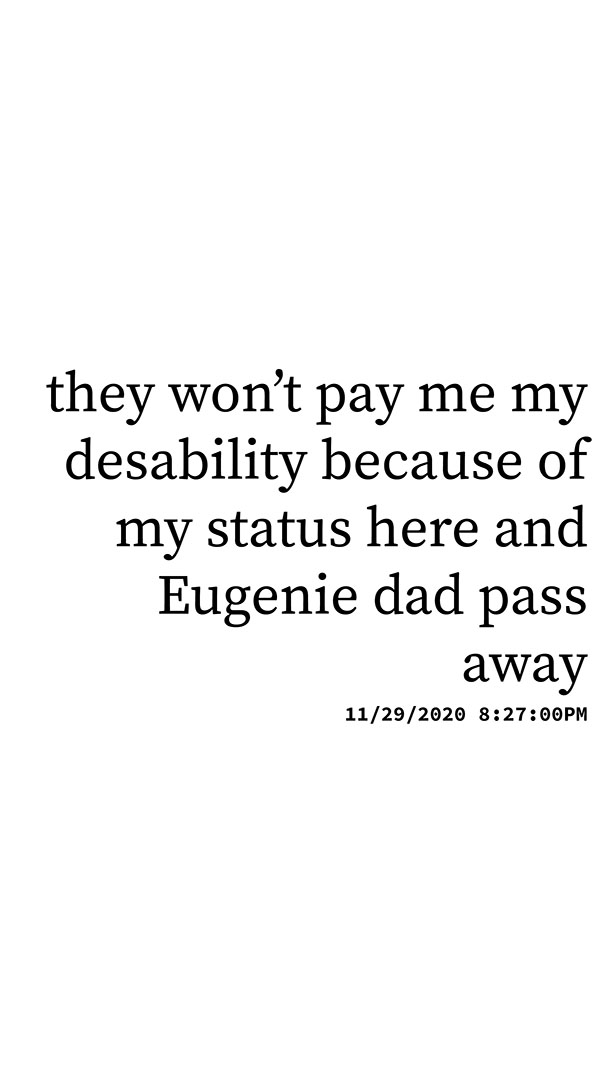 they won’t pay me my
desability because of
my status here and
Eugenie dad pass
away
11/29/2020 8:27:00PM